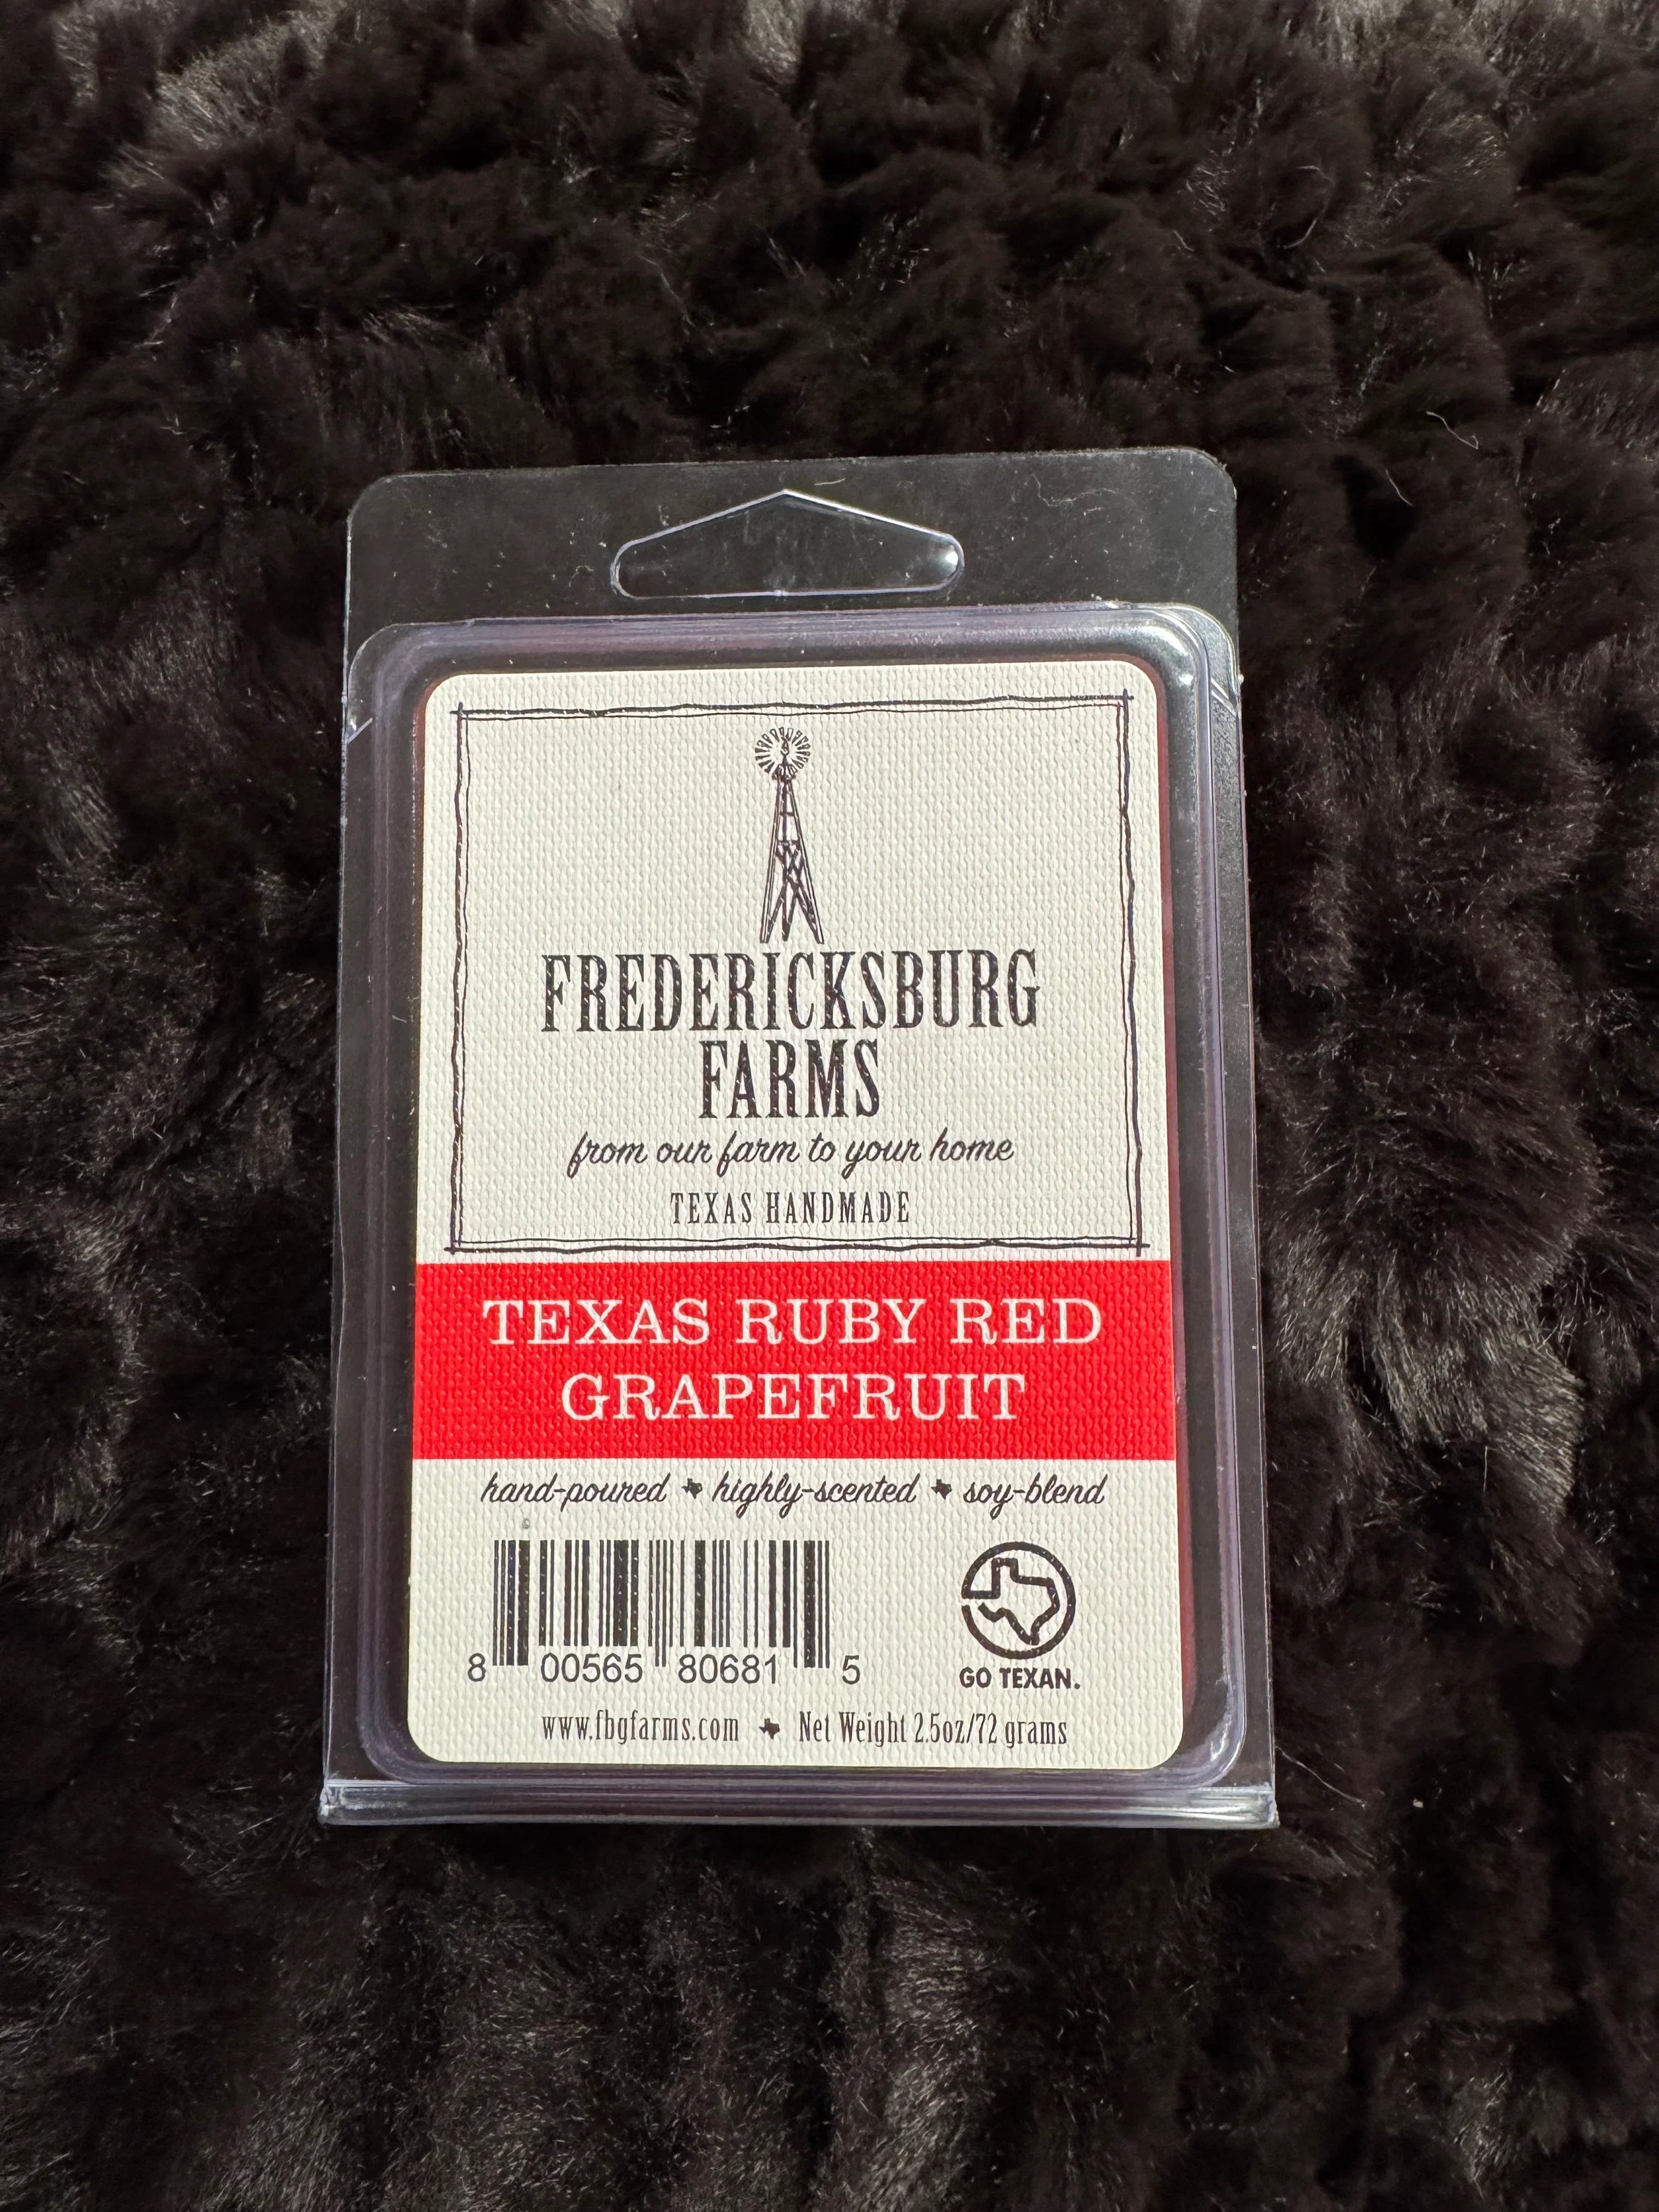 FREDERICKSBURG
FARMS
from our farm to your home
TEXAS HANDMADE
TEXAS RUBY RED
GRAPEFRUIT
hand-poured highly-scented soy-blend
8 00565 80681 5
GO TEXAN.
www.fbgfarms.com Net Weight 2.5oz/72 grams